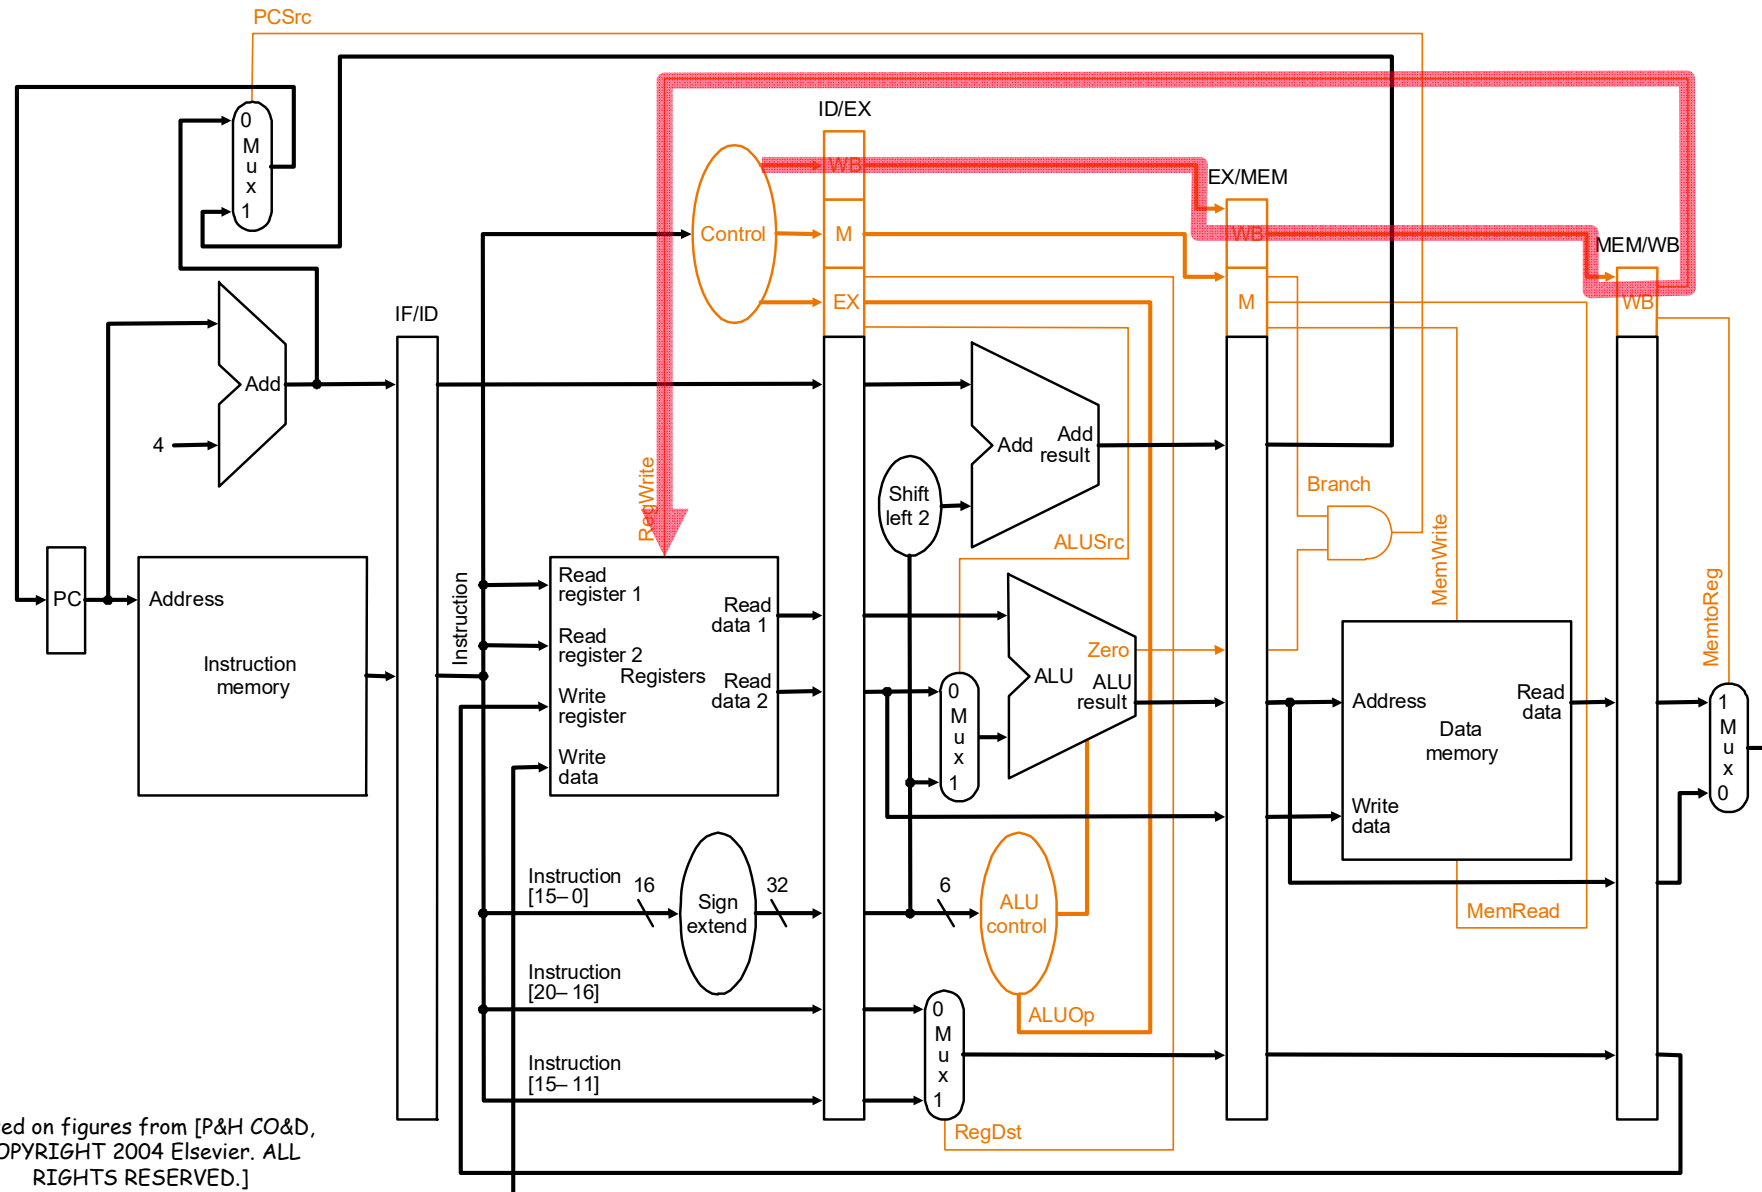 PCSrc
ID/EX
0
M
u
x
1
WB
EX/MEM
Control
M
WB
MEM/WB
EX
M
WB
IF/ID
Add
4
Add
Add
result
RegWrite
Shift
left 2
Branch
ALUSrc
MemWrite
MemtoReg
PC
Address
Instruction
memory
Instruction
Read
register 1
Read
data 1
Read
register 2
Registers
Read
data 2
Write
register
Write
data
0
M
u
x
1
Zero
ALU
ALU
result
Address
Read
data
Data
memory
Write
data
1
M
u
x
0
Instruction
[15–0]
16
Sign
extend
32
6
ALU
control
MemRead
Instruction
[20–16]
0
M
u
x
1
ALUOp
Instruction
[15–11]
RegDst
ed on figures from [P&H CO&D,
OPYRIGHT 2004 Elsevier. ALL
RIGHTS RESERVED.]